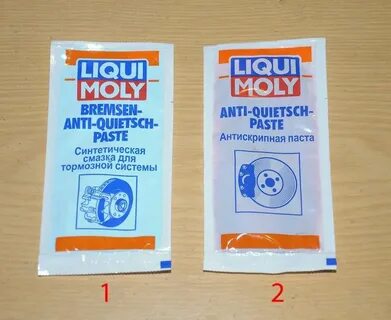 LIQUI
MOLY
BREMSEN-
ANTI-QUIETSCH-
PASTE
Синтетическая
смазка для
тормозной системы
1
LIQUI
MOLY
ANTI-QUIETSCH-
PASTE
Антискрипная паста
2